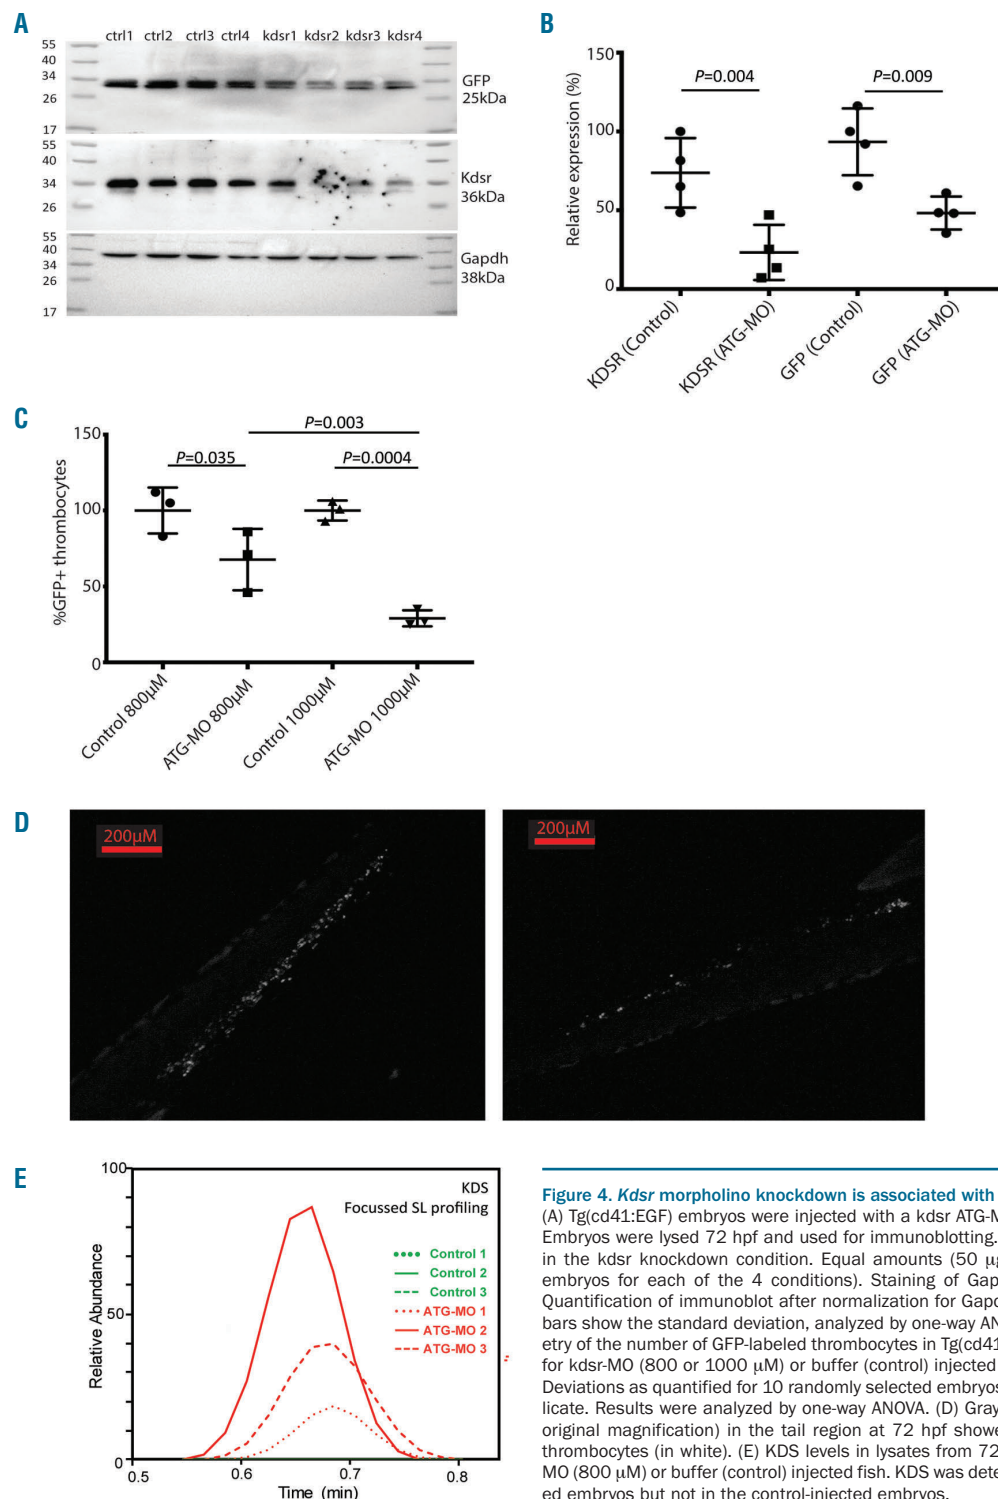 A
ctrl1 ctrl2 ctrl3 ctrl4 kdsr1 kdsr2 kdsr3 kdsr4
55
40
34
26
17
GFP
25kDa
55
40
34
26
Kdsr
36kDa
55
40
34
26
17
Gapdh
38kDa
B
150
100
50
0
Relative expression (%)
P=0.004
P=0.009
KDSR (Control)
KDSR (ATG-MO)
GFP (Control)
GFP (ATG-MO)
C
150
100
50
0
%GFP+ thrombocytes
P=0.003
P=0.035
P=0.0004
Control 800µM
ATG-MO 800µM
Control 1000µM
ATG-MO 1000µM
D
200µM
200µM
E
100
50
0
Relative Abundance
KDS
Focussed SL profiling
Control 1
Control 2
Control 3
ATG-MO 1
ATG-MO 2
ATG-MO 3
0.5 0.6 0.7 0.8
Time (min)
Figure 4. Kdsr morpholino knockdown is associated with
(A) Tg(cd41:EGF) embryos were injected with a kdsr ATG-M
Embryos were lysed 72 hpf and used for immunoblotting.
in the kdsr knockdown condition. Equal amounts (50 µg
embryos for each of the 4 conditions). Staining of Gap
Quantification of immunoblot after normalization for Gapd
bars show the standard deviation, analyzed by one-way AN
etry of the number of GFP-labeled thrombocytes in Tg(cd41
for kdsr-MO (800 or 1000 µM) or buffer (control) injected
Deviations as quantified for 10 randomly selected embryos
licate. Results were analyzed by one-way ANOVA. (D) Gray
original magnification) in the tail region at 72 hpf showe
thrombocytes (in white). (E) KDS levels in lysates from 72
MO (800 µM) or buffer (control) injected fish. KDS was dete
ed embryos but not in the control-injected embryos.